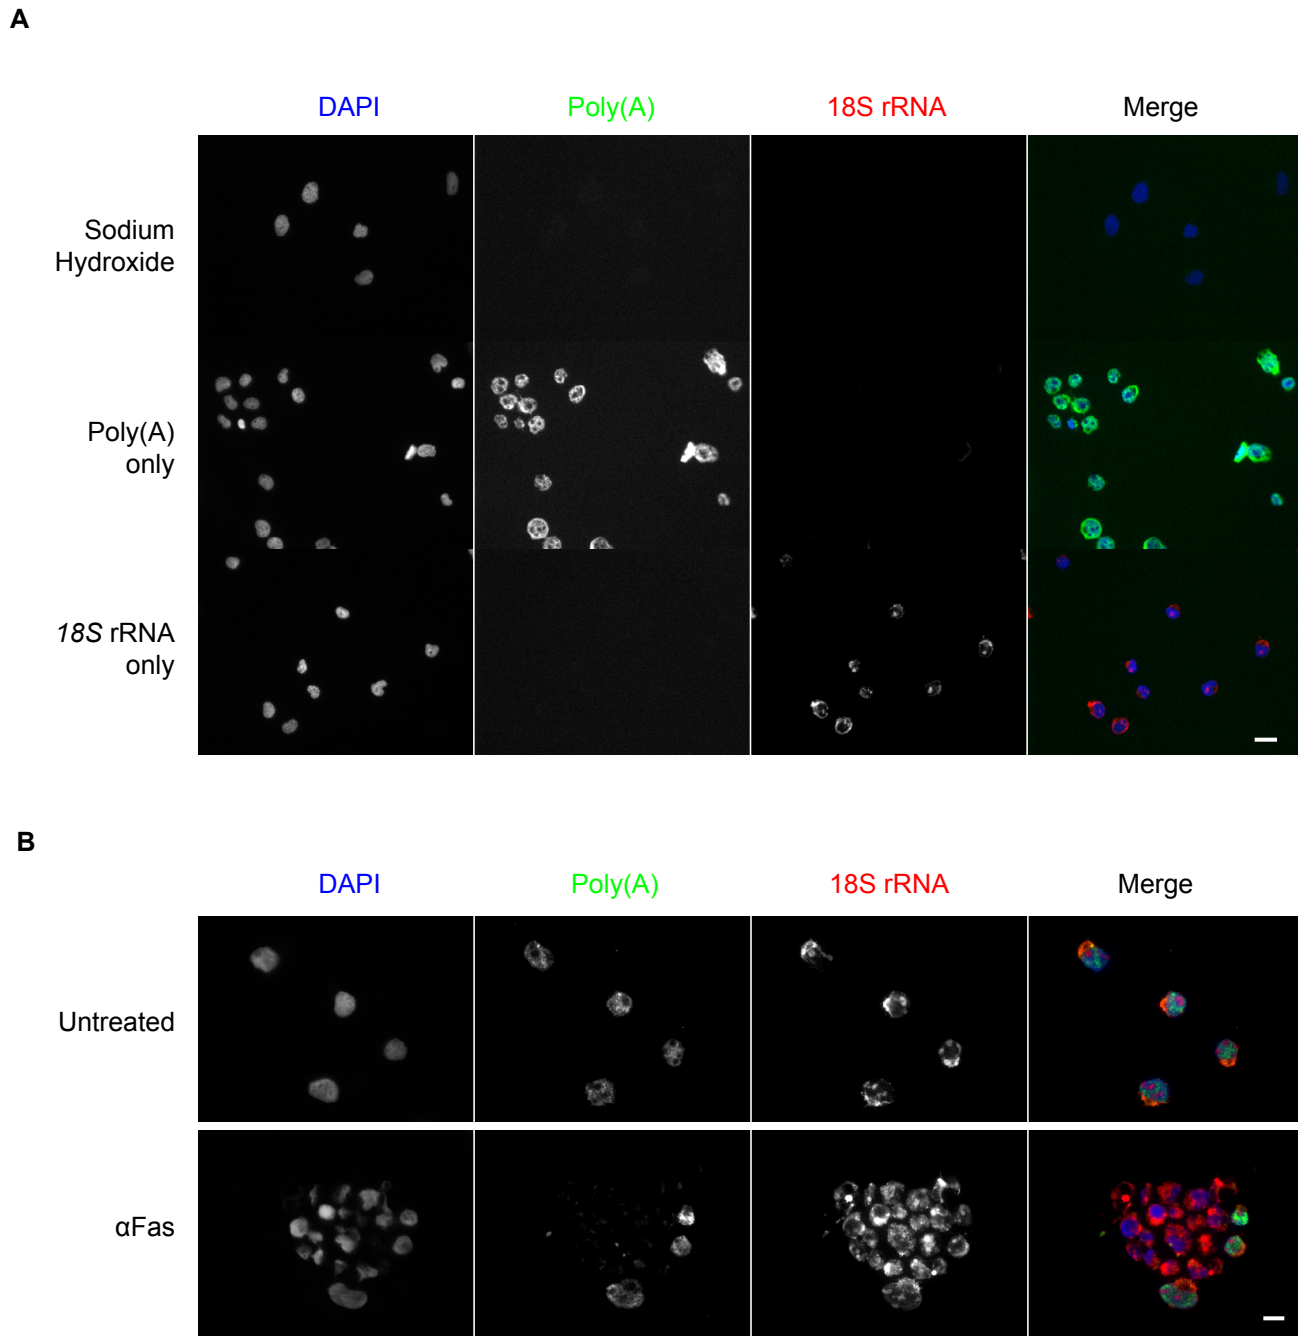 A
DAPI Poly(A) 18S rRNA Merge
Sodium
Hydroxide
Poly(A)
only
18S rRNA
only
B
DAPI Poly(A) 18S rRNA Merge
Untreated
αFas